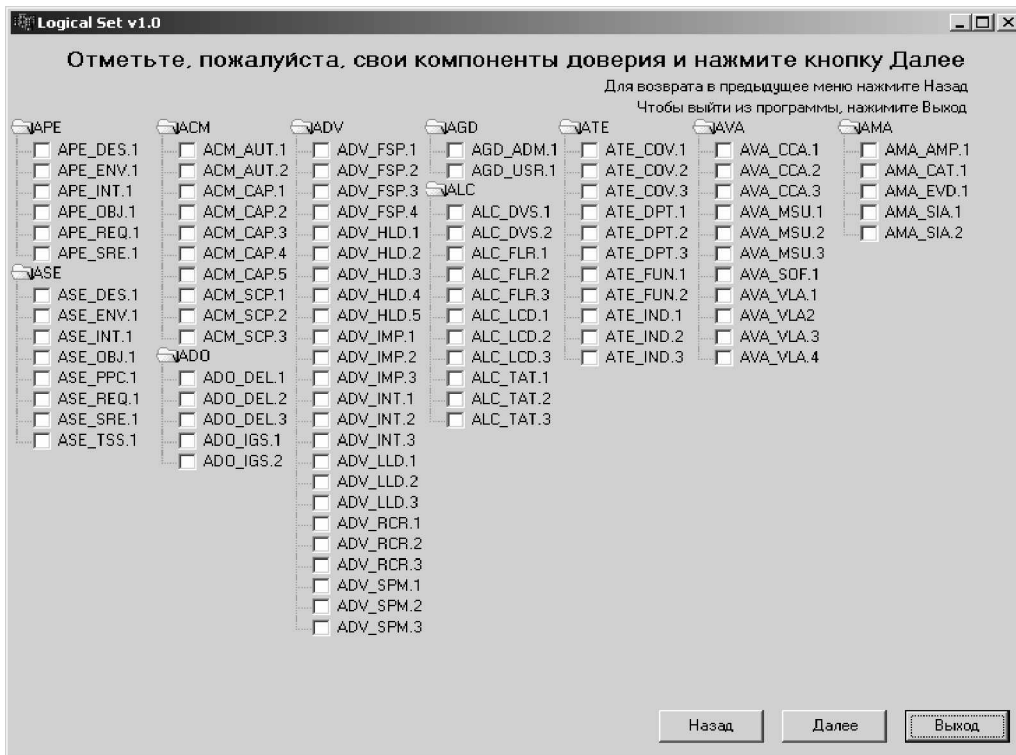 Logical Set v1.0
Отметьте, пожалуйста, свои компоненты доверия и нажмите кнопку Далее
Для возврата в предыдущее меню нажмите Назад
Чтобы выйти из программы, нажимите Выход
APE
APE_DES.1
APE_ENV.1
APE_INT.1
APE_OBJ.1
APE_REQ.1
APE_SRE.1
ASE
ASE_DES.1
ASE_ENV.1
ASE_INT.1
ASE_OBJ.1
ASE_PPC.1
ASE_REQ.1
ASE_SRE.1
ASE_TSS.1
ACM
ACM_AUT.1
ACM_AUT.2
ACM_CAP.1
ACM_CAP.2
ACM_CAP.3
ACM_CAP.4
ACM_CAP.5
ACM_SCP.1
ACM_SCP.2
ACM_SCP.3
ADO
ADO_DEL.1
ADO_DEL.2
ADO_DEL.3
ADO_IGS.1
ADO_IGS.2
ADV
ADV_FSP.1
ADV_FSP.2
ADV_FSP.3
ADV_FSP.4
ADV_HLD.1
ADV_HLD.2
ADV_HLD.3
ADV_HLD.4
ADV_HLD.5
ADV_IMP.1
ADV_IMP.2
ADV_IMP.3
ADV_INT.1
ADV_INT.2
ADV_INT.3
ADV_LLD.1
ADV_LLD.2
ADV_LLD.3
ADV_RCR.1
ADV_RCR.2
ADV_RCR.3
ADV_SPM.1
ADV_SPM.2
ADV_SPM.3
AGD
AGD_ADM.1
AGD_USR.1
ALC
ALC_DVS.1
ALC_DVS.2
ALC_FLR.1
ALC_FLR.2
ALC_FLR.3
ALC_LCD.1
ALC_LCD.2
ALC_LCD.3
ALC_TAT.1
ALC_TAT.2
ALC_TAT.3
ATE
ATE_COV.1
ATE_COV.2
ATE_COV.3
ATE_DPT.1
ATE_DPT.2
ATE_DPT.3
ATE_FUN.1
ATE_FUN.2
ATE_IND.1
ATE_IND.2
ATE_IND.3
AVA
AVA_CCA.1
AVA_CCA.2
AVA_CCA.3
AVA_MSU.1
AVA_MSU.2
AVA_MSU.3
AVA_SOF.1
AVA_VLA.1
AVA_VLA2
AVA_VLA.3
AVA_VLA.4
AMA
AMA_AMP.1
AMA_CAT.1
AMA_EVD.1
AMA_SIA.1
AMA_SIA.2
Назад
Далее
Выход